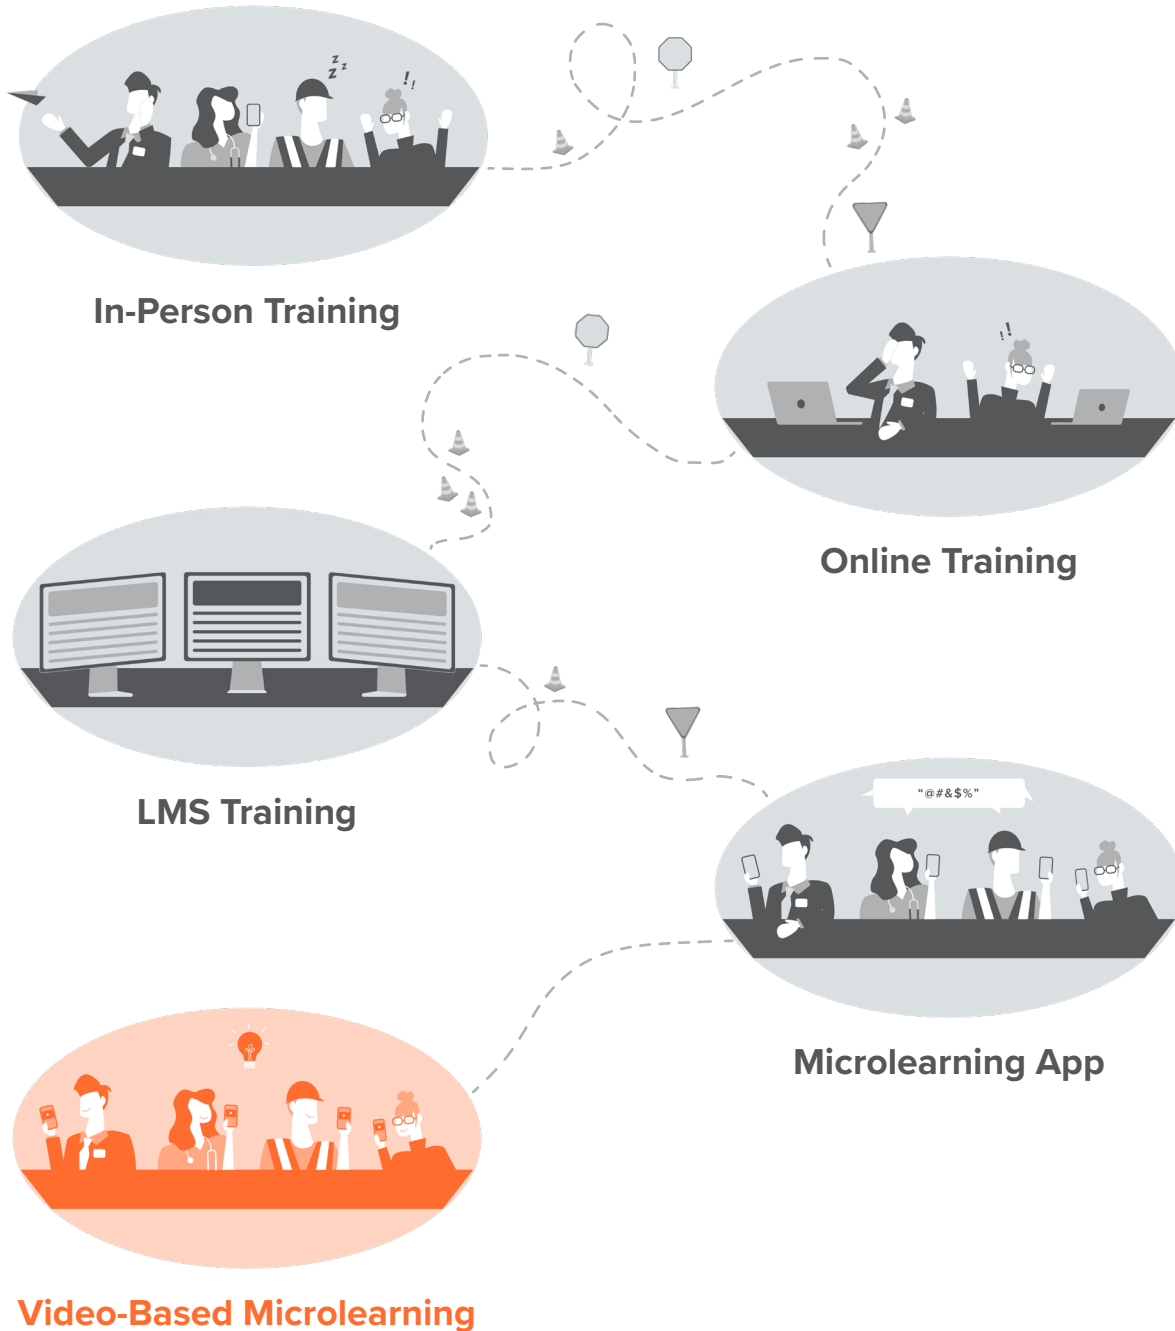 z z z
! !
In-Person Training
! !
Online Training
LMS Training
"@#&$%"
Microlearning App
Video-Based Microlearning